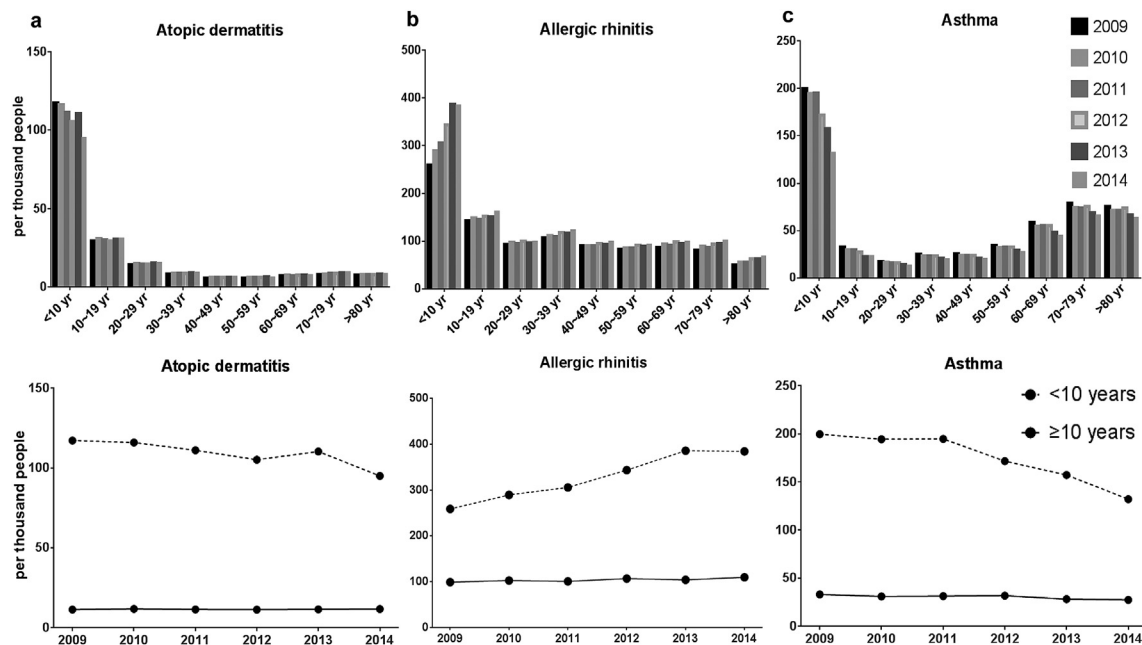 a
Atopic dermatitis
per thousand people
150
100
50
0
<10 yr
10~19 yr
20~29 yr
30~39 yr
40~49 yr
50~59 yr
60~69 yr
70~79 yr
>80 yr
b
Allergic rhinitis
500
400
300
200
100
0
<10 yr
10~19 yr
20~29 yr
30~39 yr
40~49 yr
50~59 yr
60~69 yr
70~79 yr
>80 yr
c
Asthma
250
200
150
100
50
0
<10 yr
10~19 yr
20~29 yr
30~39 yr
40~49 yr
50~59 yr
60~69 yr
70~79 yr
>80 yr
2009
2010
2011
2012
2013
2014
Atopic dermatitis
per thousand people
150
100
50
0
2009 2010 2011 2012 2013 2014
Allergic rhinitis
500
400
300
200
100
0
2009 2010 2011 2012 2013 2014
Asthma
250
200
150
100
50
0
2009 2010 2011 2012 2013 2014
<10 years
≥10 years